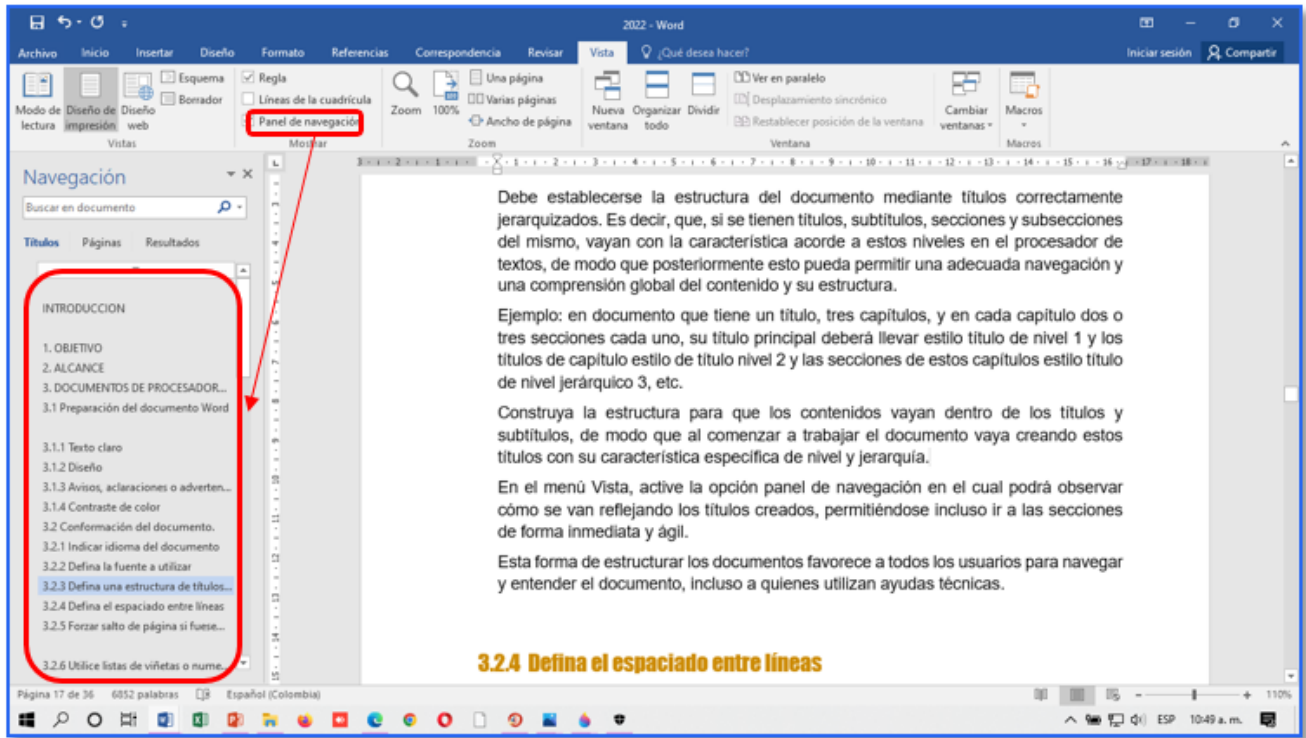 2022 - Word
Archivo Inicio Insertar Diseño Formato Referencias Correspondencia Revisar Vista ¿Qué desea hacer? Iniciar sesión Compartir
Modo de lectura
Diseño de impresión
Diseño web
Esquema
Borrador
Vistas
Regla
Líneas de la cuadrícula
Panel de navegación
Mostrar
Zoom
100%
Una página
Varias páginas
Ancho de página
Zoom
Nueva ventana
Organizar todo
Dividir
Ver en paralelo
Desplazamiento sincrónico
Restablecer posición de la ventana
Ventana
Cambiar ventanas
Macros
Macros
Navegación
Buscar en documento
Títulos Páginas Resultados
INTRODUCCION
1. OBJETIVO
2. ALCANCE
3. DOCUMENTOS DE PROCESADOR...
3.1 Preparación del documento Word
3.1.1 Texto claro
3.1.2 Diseño
3.1.3 Avisos, aclaraciones o adverten...
3.1.4 Contraste de color
3.2 Conformación del documento.
3.2.1 Indicar idioma del documento
3.2.2 Defina la fuente a utilizar
3.2.3 Defina una estructura de títulos...
3.2.4 Defina el espaciado entre líneas
3.2.5 Forzar salto de página si fuese...
3.2.6 Utilice listas de viñetas o nume...
Debe establecerse la estructura del documento mediante títulos correctamente
jerarquizados. Es decir, que, si se tienen títulos, subtítulos, secciones y subsecciones
del mismo, vayan con la característica acorde a estos niveles en el procesador de
textos, de modo que posteriormente esto pueda permitir una adecuada navegación y
una comprensión global del contenido y su estructura.
Ejemplo: en documento que tiene un título, tres capítulos, y en cada capítulo dos o
tres secciones cada uno, su título principal deberá llevar estilo título de nivel 1 y los
títulos de capítulo estilo de título nivel 2 y las secciones de estos capítulos estilo título
de nivel jerárquico 3, etc.
Construya la estructura para que los contenidos vayan dentro de los títulos y
subtítulos, de modo que al comenzar a trabajar el documento vaya creando estos
títulos con su característica específica de nivel y jerarquía.
En el menú Vista, active la opción panel de navegación en el cual podrá observar
cómo se van reflejando los títulos creados, permitiéndose incluso ir a las secciones
de forma inmediata y ágil.
Esta forma de estructurar los documentos favorece a todos los usuarios para navegar
y entender el documento, incluso a quienes utilizan ayudas técnicas.
3.2.4 Defina el espaciado entre líneas
Página 17 de 36 6852 palabras Español (Colombia) 110%
ESP 10:49 a. m.